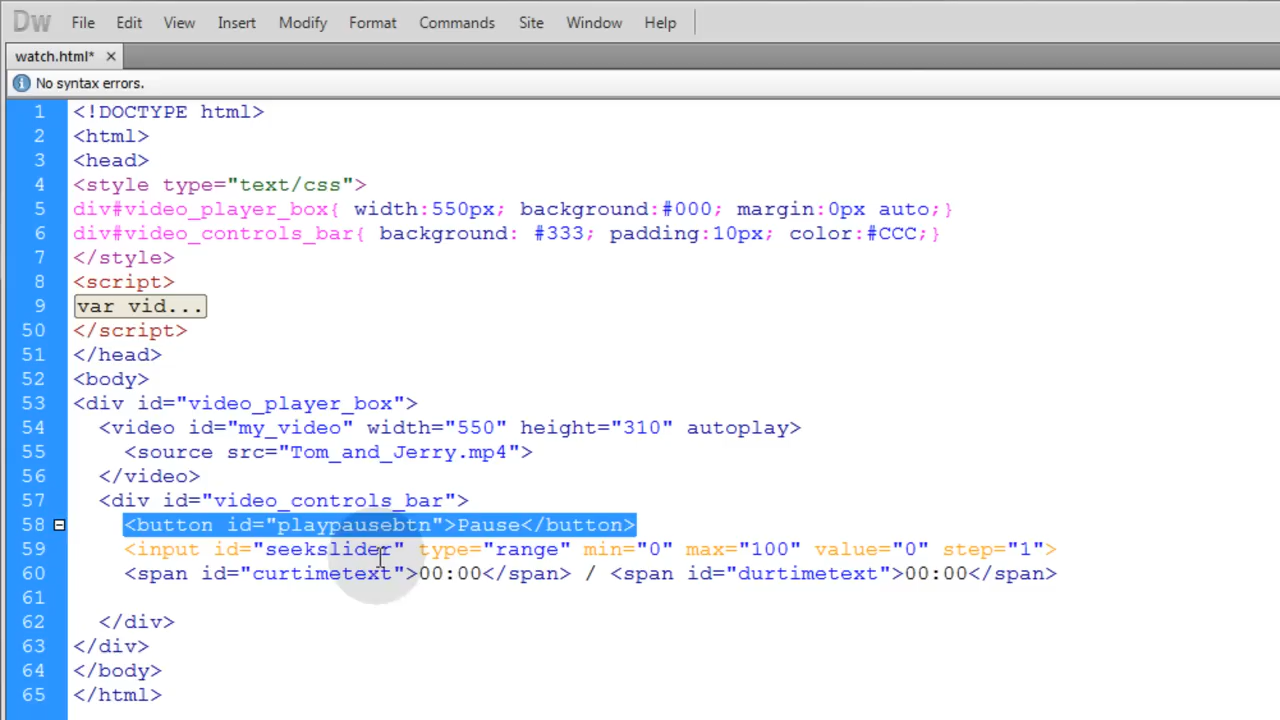 Dw File Edit View Insert Modify Format Commands Site Window Help
watch.html* ×
No syntax errors.
1 <!DOCTYPE html>
2 <html>
3 <head>
4 <style type="text/css">
5 div#video_player_box{ width:550px; background:#000; margin:0px auto;}
6 div#video_controls_bar{ background: #333; padding:10px; color:#CCC;}
7 </style>
8 <script>
9 var vid...
50 </script>
51 </head>
52 <body>
53 <div id="video_player_box">
54 <video id="my_video" width="550" height="310" autoplay>
55 <source src="Tom_and_Jerry.mp4">
56 </video>
57 <div id="video_controls_bar">
58 <button id="playpausebtn">Pause</button>
59 <input id="seekslider" type="range" min="0" max="100" value="0" step="1">
60 <span id="curtimetext">00:00</span> / <span id="durtimetext">00:00</span>
61
62 </div>
63 </div>
64 </body>
65 </html>